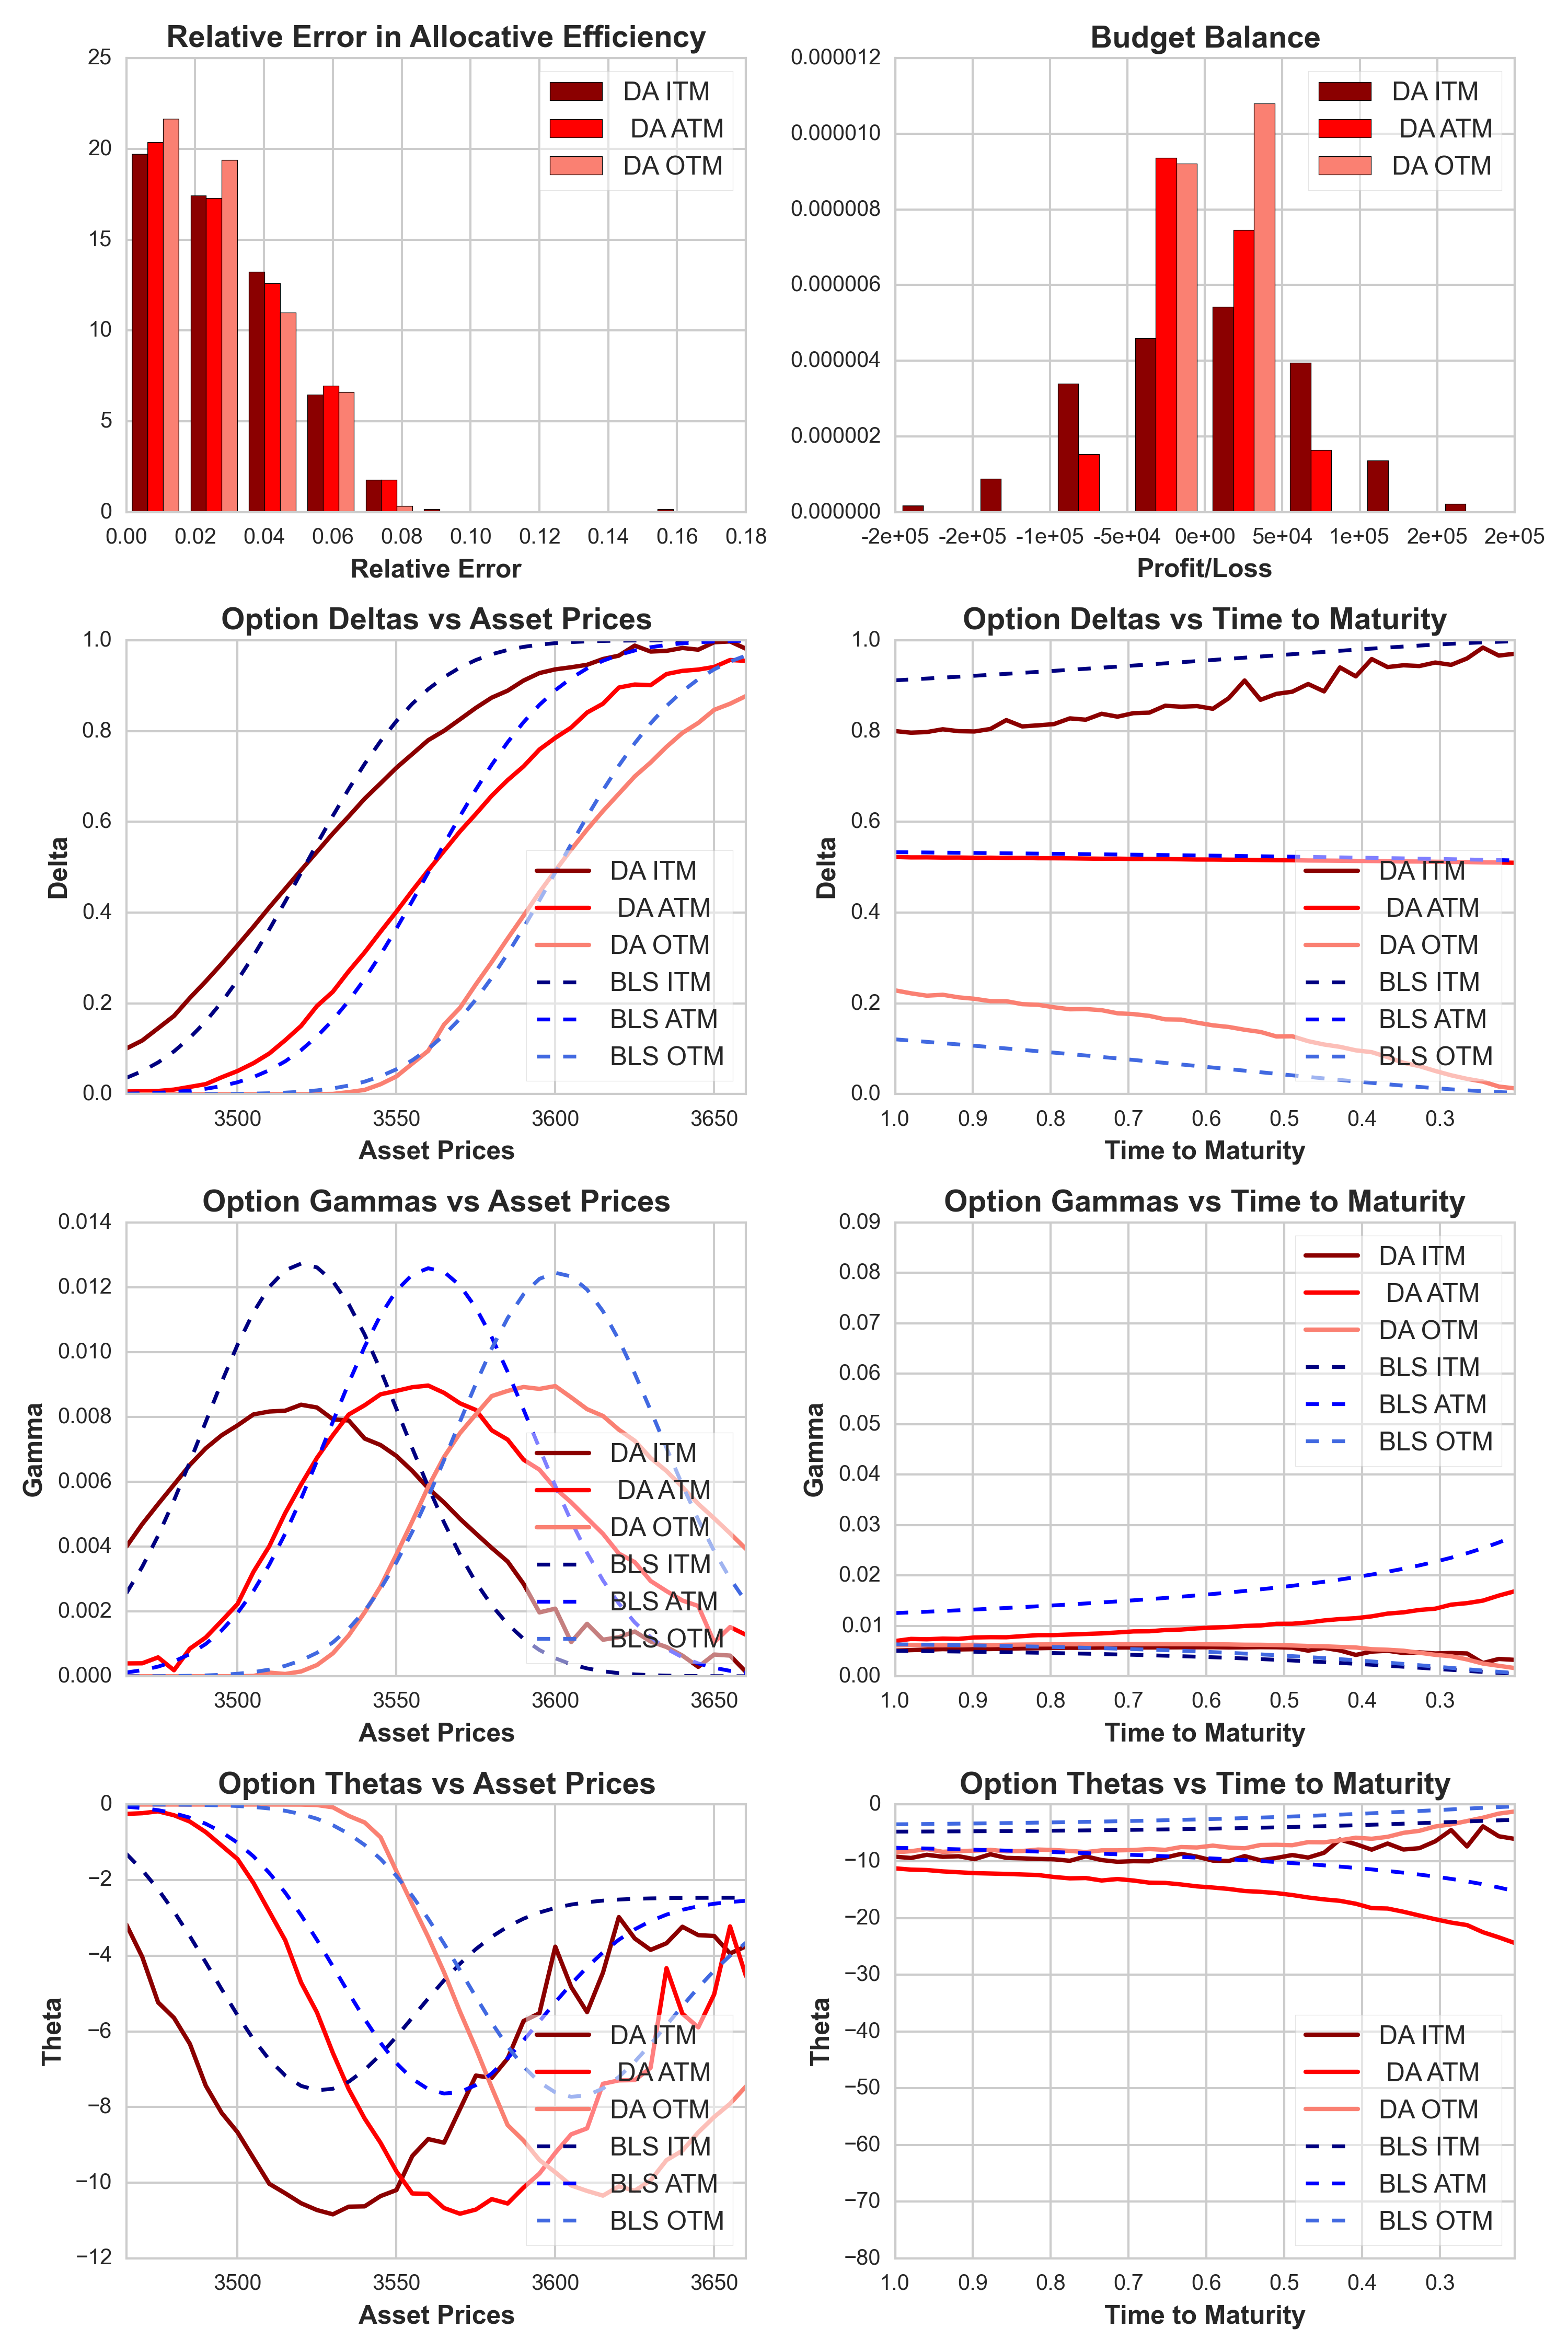 Relative Error in Allocative Efficiency
25
20
15
10
5
0
0.00 0.02 0.04 0.06 0.08 0.10 0.12 0.14 0.16 0.18
Relative Error
DA ITM
DA ATM
DA OTM
Budget Balance
0.000012
0.000010
0.000008
0.000006
0.000004
0.000002
0.000000
-2e+05 -2e+05 -1e+05 -5e+04 0e+00 5e+04 1e+05 2e+05 2e+05
Profit/Loss
DA ITM
DA ATM
DA OTM
Option Deltas vs Asset Prices
1.0
0.8
0.6
0.4
0.2
0.0
Delta
3500 3550 3600 3650
Asset Prices
DA ITM
DA ATM
DA OTM
BLS ITM
BLS ATM
BLS OTM
Option Deltas vs Time to Maturity
1.0
0.8
0.6
0.4
0.2
0.0
Delta
1.0 0.9 0.8 0.7 0.6 0.5 0.4 0.3
Time to Maturity
DA ITM
DA ATM
DA OTM
BLS ITM
BLS ATM
BLS OTM
Option Gammas vs Asset Prices
0.014
0.012
0.010
0.008
0.006
0.004
0.002
0.000
Gamma
3500 3550 3600 3650
Asset Prices
DA ITM
DA ATM
DA OTM
BLS ITM
BLS ATM
BLS OTM
Option Gammas vs Time to Maturity
0.09
0.08
0.07
0.06
0.05
0.04
0.03
0.02
0.01
0.00
Gamma
1.0 0.9 0.8 0.7 0.6 0.5 0.4 0.3
Time to Maturity
DA ITM
DA ATM
DA OTM
BLS ITM
BLS ATM
BLS OTM
Option Thetas vs Asset Prices
0
−2
−4
−6
−8
−10
−12
Theta
3500 3550 3600 3650
Asset Prices
DA ITM
DA ATM
DA OTM
BLS ITM
BLS ATM
BLS OTM
Option Thetas vs Time to Maturity
0
−10
−20
−30
−40
−50
−60
−70
−80
Theta
1.0 0.9 0.8 0.7 0.6 0.5 0.4 0.3
Time to Maturity
DA ITM
DA ATM
DA OTM
BLS ITM
BLS ATM
BLS OTM